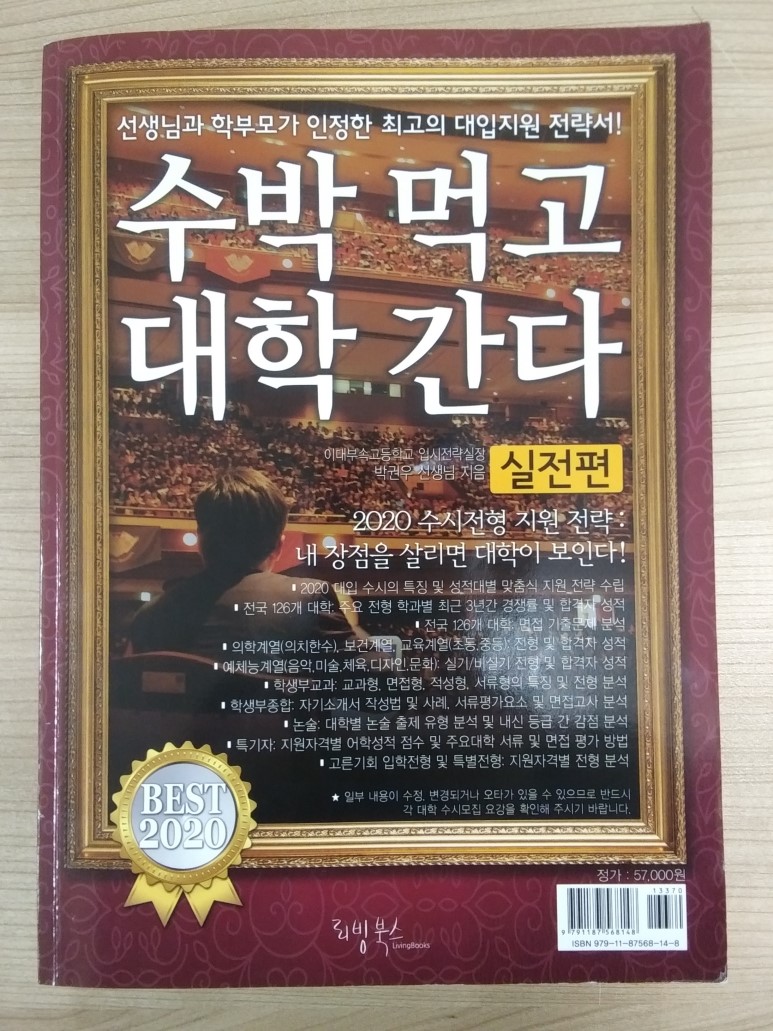 선생님과 학부모가 인정한 최고의 대입지원 전략서!
수박 먹고
대학 간다
이대부속고등학교 입시전략실장
박권우 선생님 지음
실전편
2020 수시전형 지원 전략 :
내 장점을 살리면 대학이 보인다!
▮ 2020 대입 수시의 특징 및 성적대별 맞춤식 지원 전략 수립
▮ 전국 126개 대학: 주요 전형 학과별 최근 3년간 경쟁률 및 합격자 성적
▮ 전국 126개 대학: 면접 기출문제 분석
▮ 의학계열(의치한수), 보건계열, 교육계열(초등,중등): 전형 및 합격자 성적
▮ 예체능계열(음악,미술,체육,디자인,문화): 실기/비실기 전형 및 합격자 성적
▮ 학생부교과: 교과형, 면접형, 적성형, 서류형의 특징 및 전형 분석
▮ 학생부종합: 자기소개서 작성법 및 사례, 서류평가요소 및 면접고사 분석
▮ 논술: 대학별 논술 출제 유형 분석 및 내신 등급 간 감점 분석
▮ 특기자: 지원자격별 어학성적 점수 및 주요대학 서류 및 면접 평가 방법
▮ 고른기회 입학전형 및 특별전형: 지원자격별 전형 분석
★ 일부 내용이 수정, 변경되거나 오타가 있을 수 있으므로 반드시
각 대학 수시모집 요강을 확인해 주시기 바랍니다.
BEST
2020
정가 : 57,000원
13370
9 791187 568148
ISBN 979-11-87568-14-8
리빙북스
LivingBooks